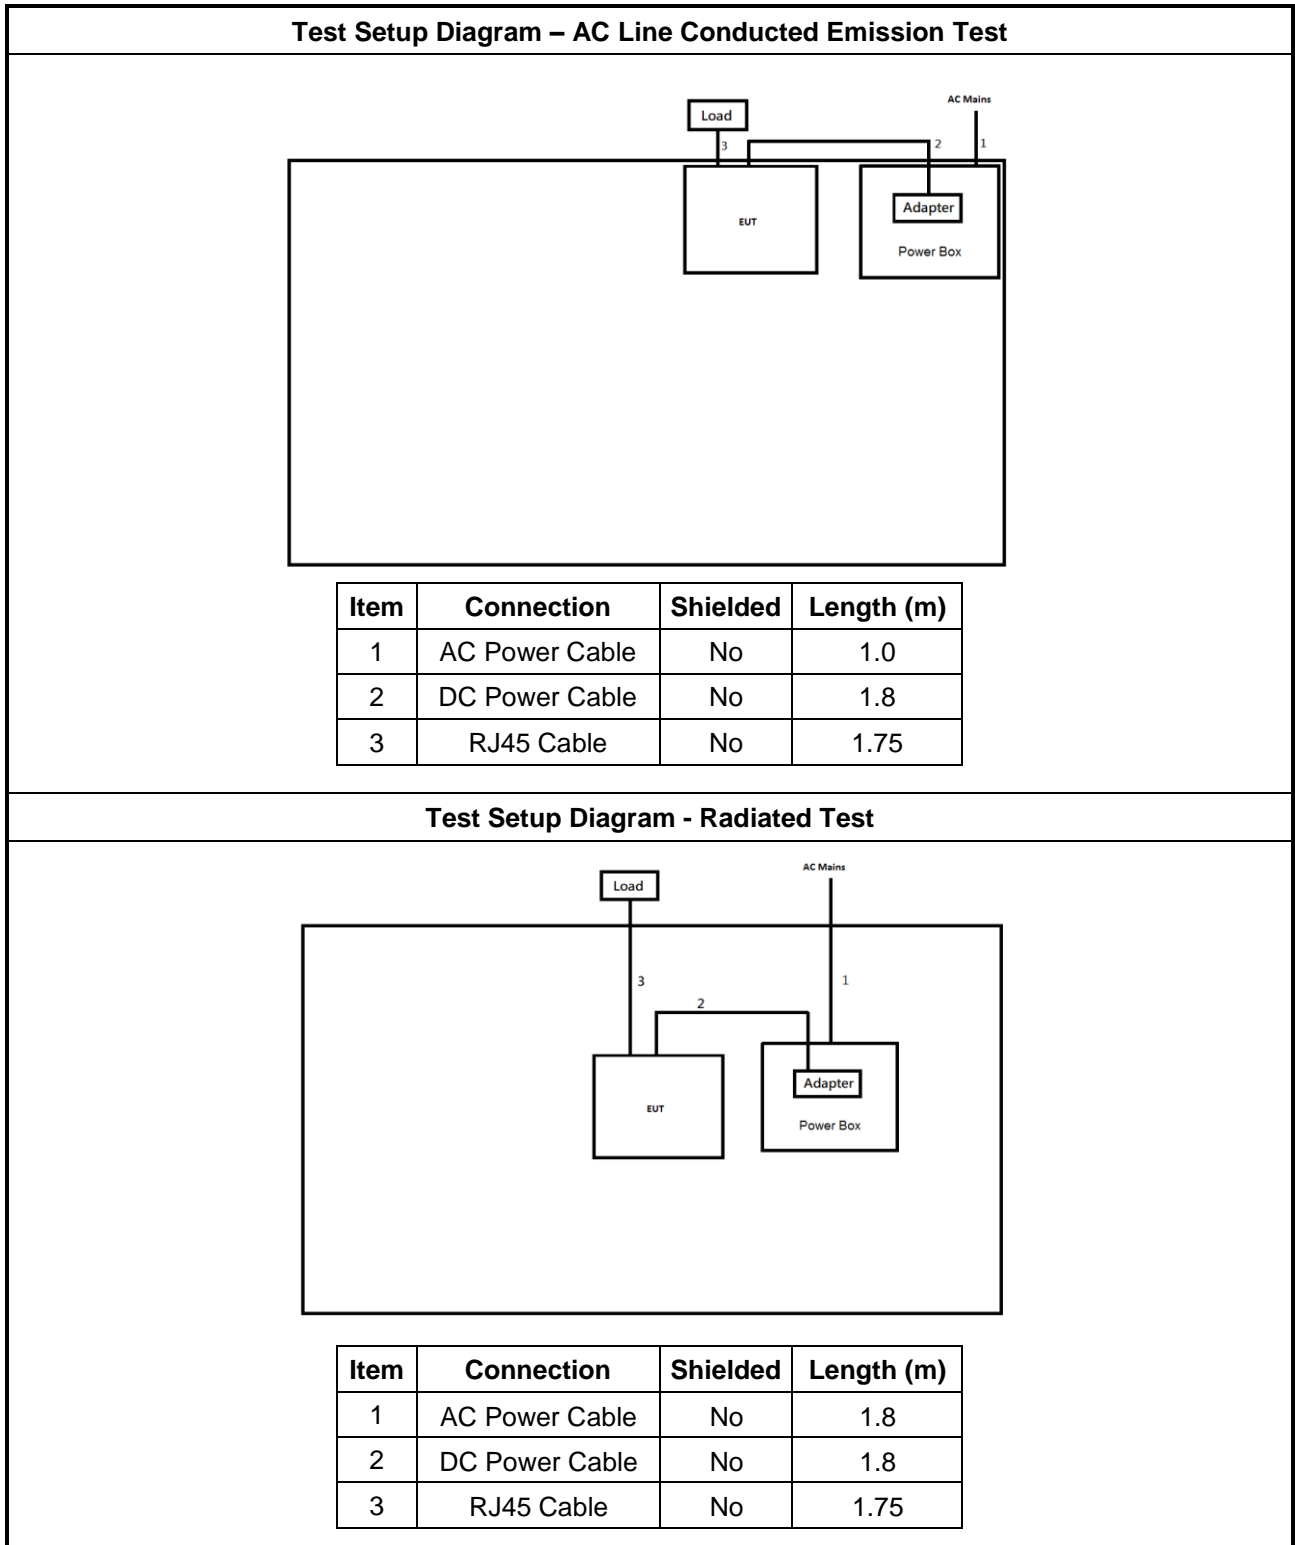 Test Setup Diagram – AC Line Conducted Emission Test
AC Mains
Load
3
2
1
EUT
Adapter
Power Box
Item Connection Shielded Length (m)
1 AC Power Cable No 1.0
2 DC Power Cable No 1.8
3 RJ45 Cable No 1.75
Test Setup Diagram - Radiated Test
AC Mains
Load
3
1
2
Adapter
EUT
Power Box
Item Connection Shielded Length (m)
1 AC Power Cable No 1.8
2 DC Power Cable No 1.8
3 RJ45 Cable No 1.75